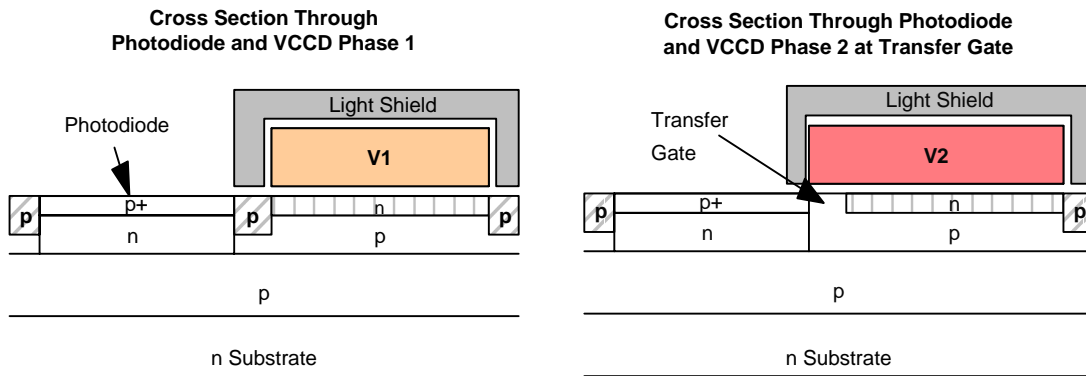 Cross Section Through
Photodiode and VCCD Phase 1
Light Shield
Photodiode
V1
p
p+
p
n
p
n
p
p
n Substrate
Cross Section Through Photodiode
and VCCD Phase 2 at Transfer Gate
Light Shield
Transfer
Gate
V2
p
p+
n
p
n
p
p
n Substrate